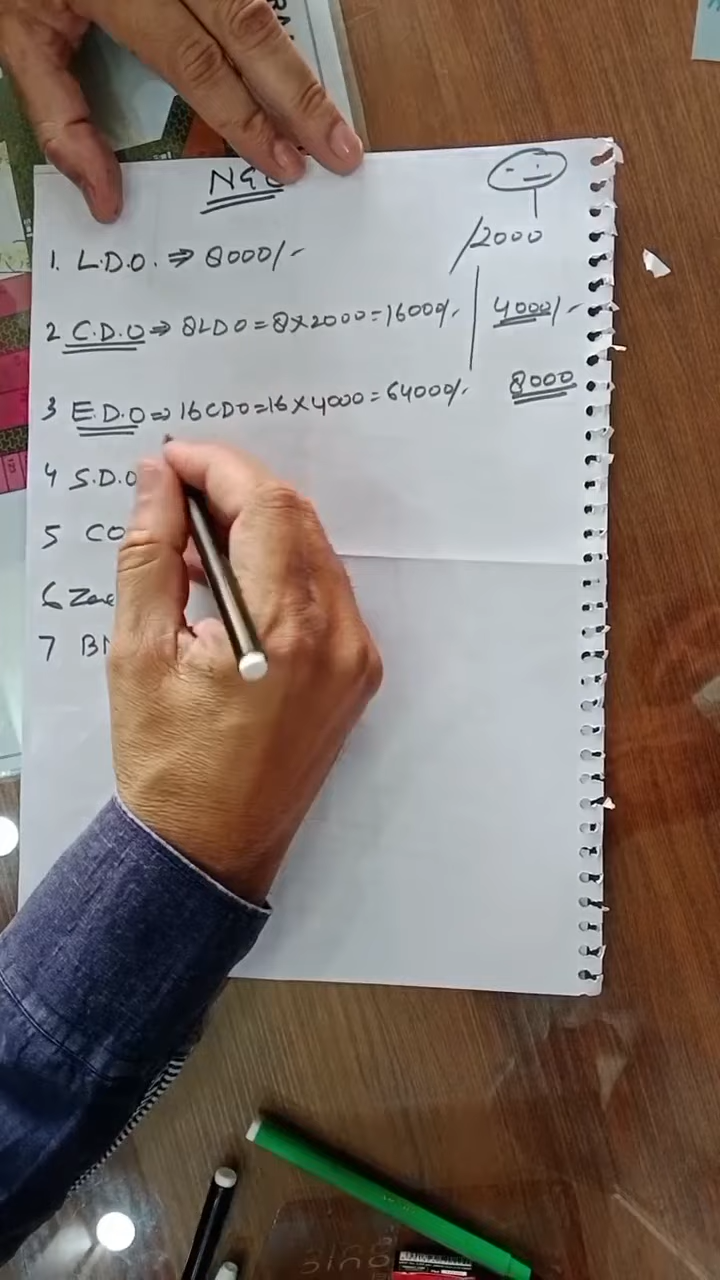 1. L.D.O. ⇒ 8000/-
/2000
2 C.D.O ⇒ 8LDO = 8×2000 = 16000/- 4000/-
3 E.D.O ⇒ 16CDO = 16×4000 = 64000/- 8000
4 S.D.O
5 CO
6
7